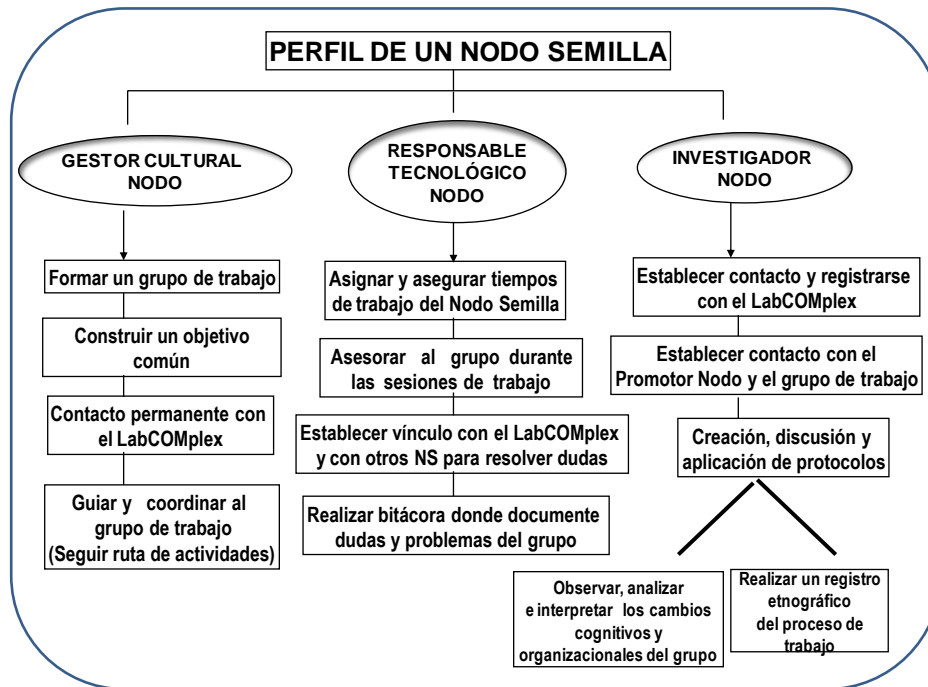 PERFIL DE UN NODO SEMILLA
GESTOR CULTURAL
NODO
Formar un grupo de trabajo
Construir un objetivo
común
Contacto permanente con
el LabCOMplex
Guiar y coordinar al
grupo de trabajo
(Seguir ruta de actividades)
RESPONSABLE
TECNOLÓGICO
NODO
Asignar y asegurar tiempos
de trabajo del Nodo Semilla
Asesorar al grupo durante
las sesiones de trabajo
Establecer vínculo con el LabCOMplex
y con otros NS para resolver dudas
Realizar bitácora donde documente
dudas y problemas del grupo
INVESTIGADOR
NODO
Establecer contacto y registrarse
con el LabCOMplex
Establecer contacto con el
Promotor Nodo y el grupo de trabajo
Creación, discusión y
aplicación de protocolos
Observar, analizar
e interpretar los cambios
cognitivos y
organizacionales del grupo
Realizar un registro
etnográfico
del proceso de
trabajo